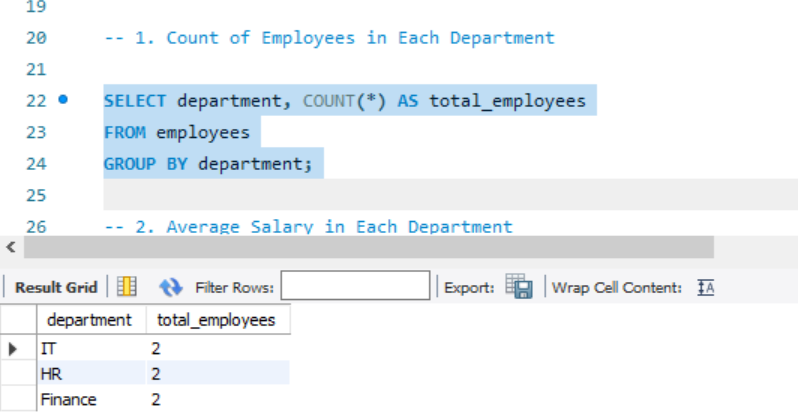 19
20 -- 1. Count of Employees in Each Department
21
22 SELECT department, COUNT(*) AS total_employees
23 FROM employees
24 GROUP BY department;
25
26 -- 2. Average Salary in Each Department
Result Grid Filter Rows: Export: Wrap Cell Content: IA
department total_employees
IT 2
HR 2
Finance 2